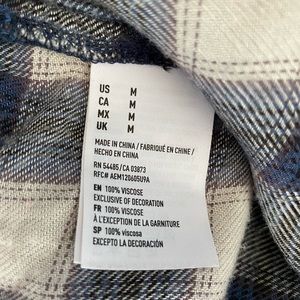 US M
CA M
MX M
UK M
MADE IN CHINA / FABRIQUÉ EN CHINE /
HECHO EN CHINA
RN 54485/CA 03873
RFC# AEM120605U9A
EN 100% VISCOSE
EXCLUSIVE OF DECORATION
FR 100% VISCOSE
À L'EXCEPTION DE LA GARNITURE
SP 100% viscosa
EXCEPTO LA DECORACIÓN